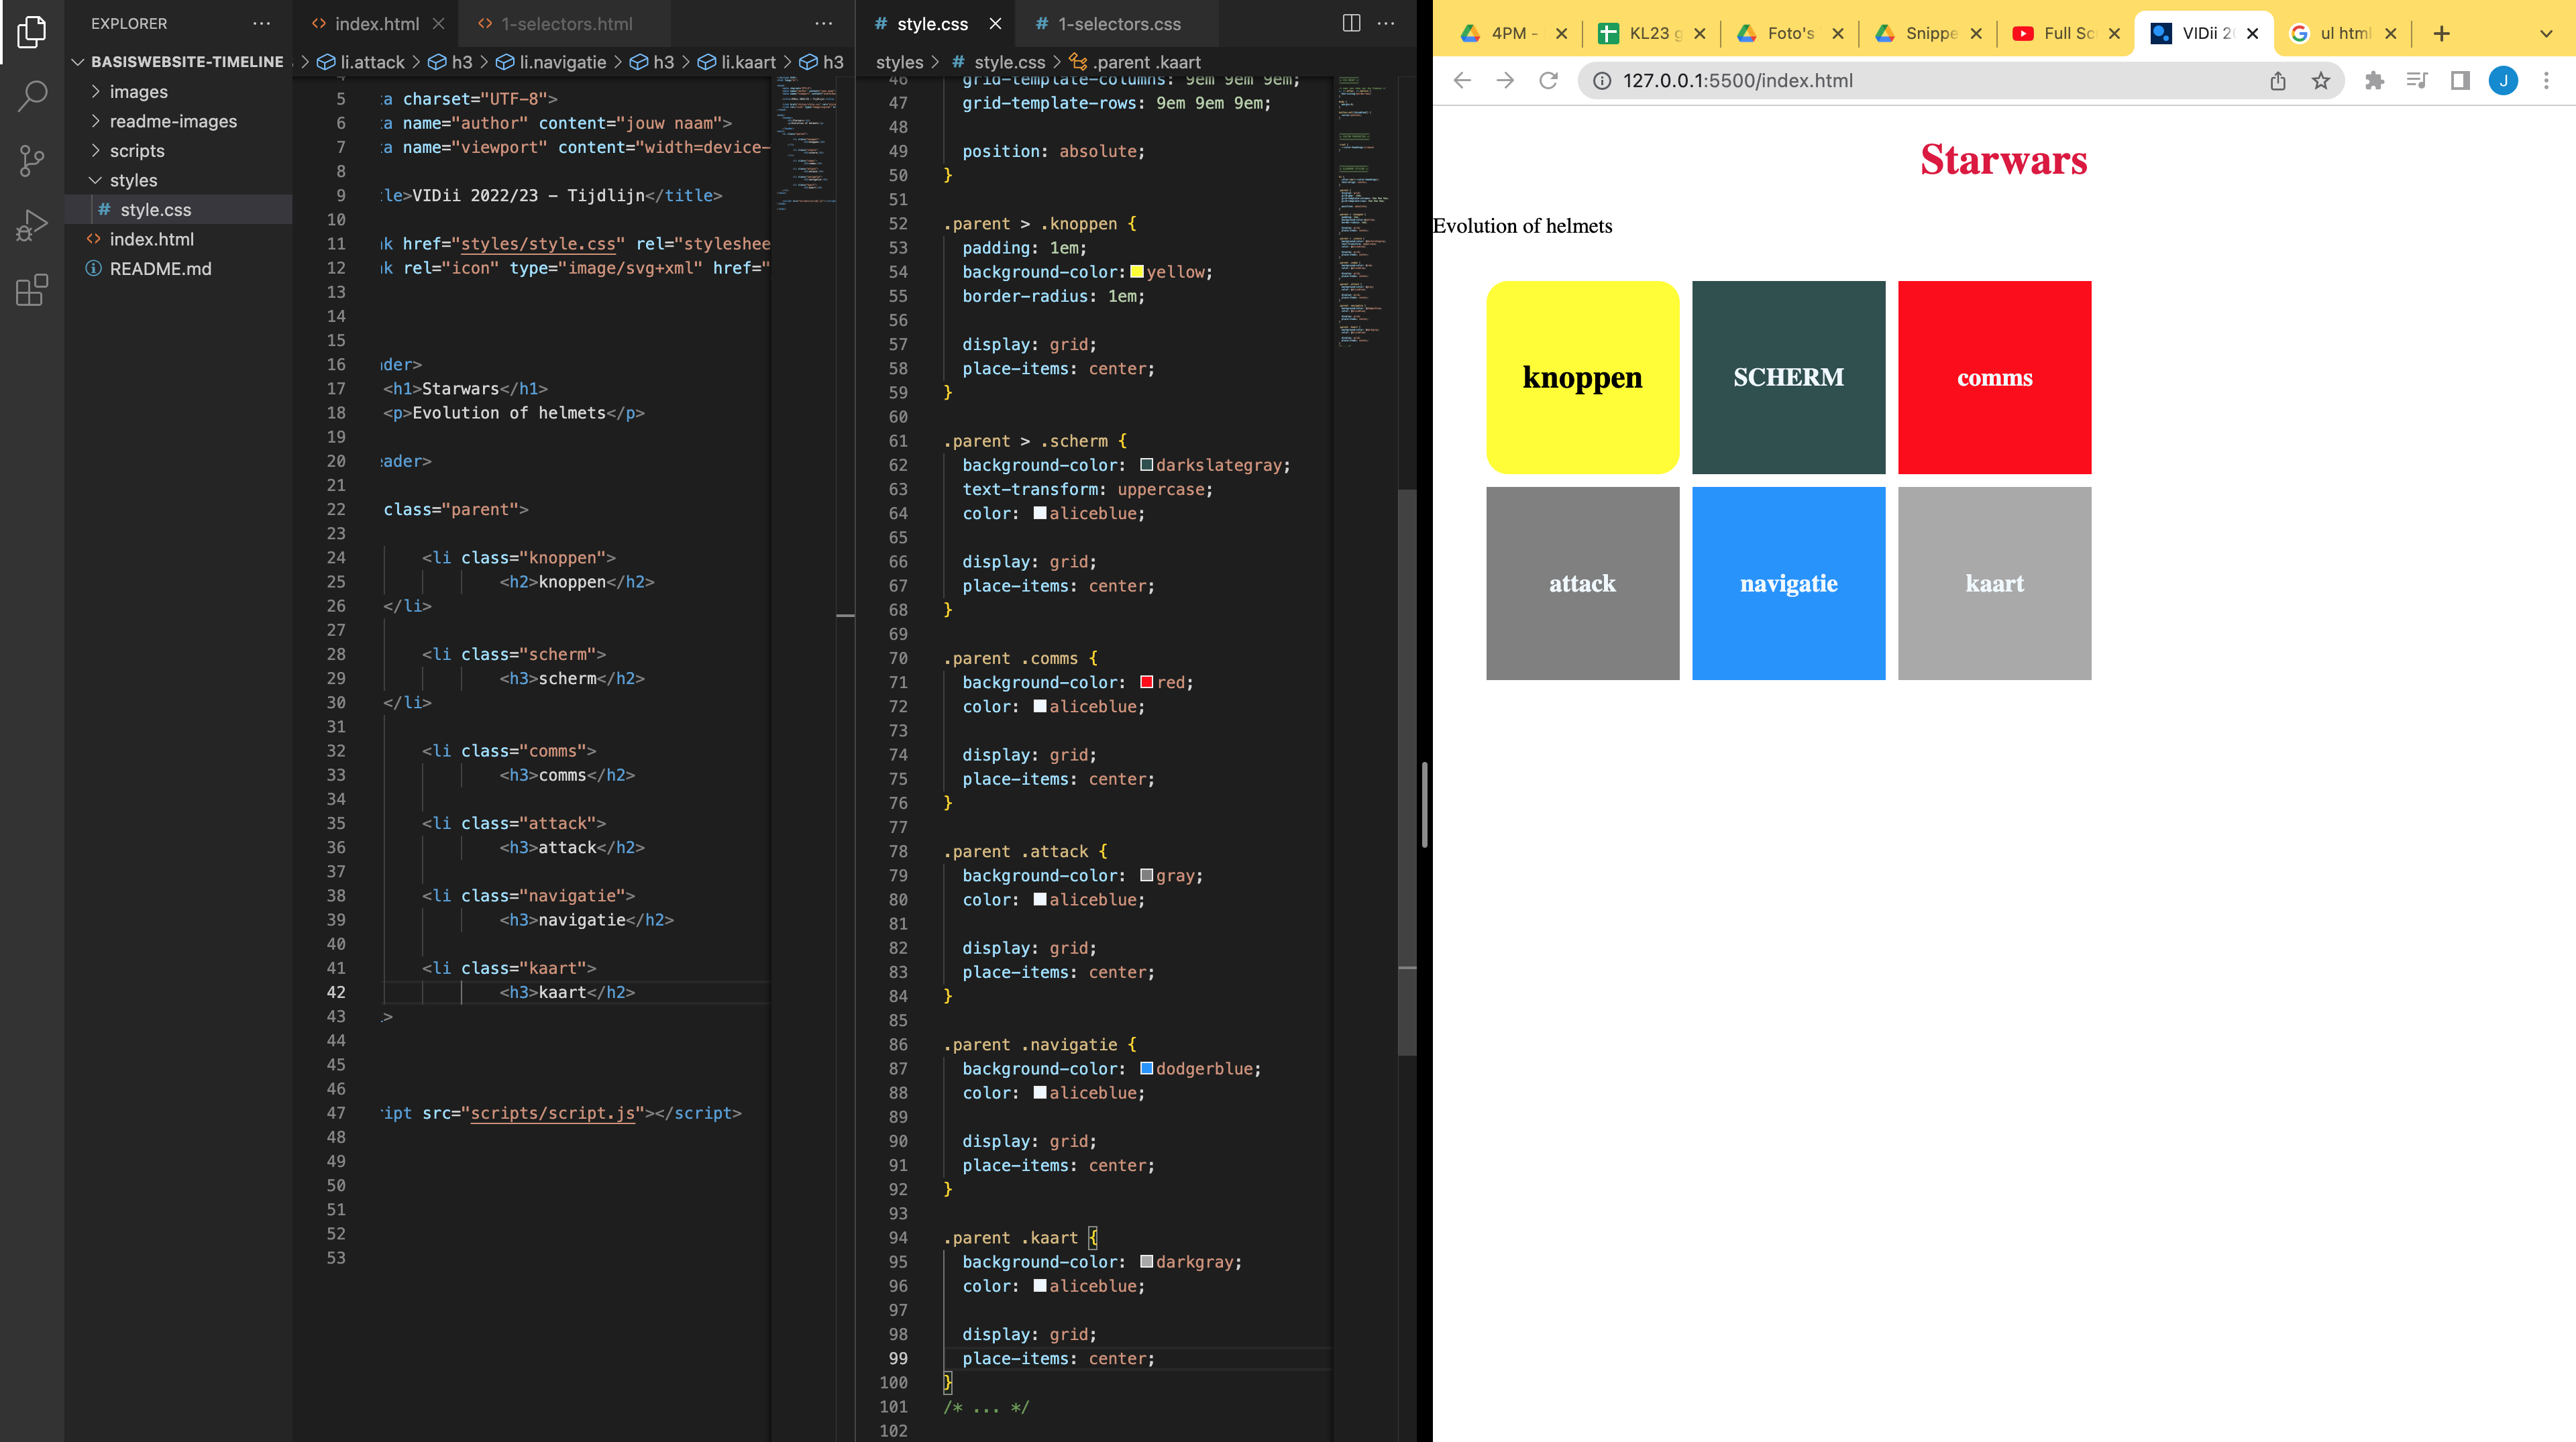 EXPLORER
BASISWEBSITE-TIMELINE
images
readme-images
scripts
styles
# style.css
<> index.html
README.md
<> index.html
<> 1-selectors.html
> li.attack > h3 > li.navigatie > h3 > li.kaart > h3
5 ta charset="UTF-8">
6 ta name="author" content="jouw naam">
7 ta name="viewport" content="width=device-
8
9 tle>VIDii 2022/23 – Tijdlijn</title>
10
11 nk href="styles/style.css" rel="styleshee
12 nk rel="icon" type="image/svg+xml" href="
13
14
15
16 ader>
17 <h1>Starwars</h1>
18 <p>Evolution of helmets</p>
19
20 eader>
21
22 class="parent">
23
24 <li class="knoppen">
25 <h2>knoppen</h2>
26 </li>
27
28 <li class="scherm">
29 <h3>scherm</h2>
30 </li>
31
32 <li class="comms">
33 <h3>comms</h2>
34
35 <li class="attack">
36 <h3>attack</h2>
37
38 <li class="navigatie">
39 <h3>navigatie</h2>
40
41 <li class="kaart">
42 <h3>kaart</h2>
43 >
44
45
46
47 ript src="scripts/script.js"></script>
48
49
50
51
52
53
# style.css
# 1-selectors.css
styles > # style.css > .parent .kaart
46 grid-template-columns: 9em 9em 9em;
47 grid-template-rows: 9em 9em 9em;
48
49 position: absolute;
50 }
51
52 .parent > .knoppen {
53 padding: 1em;
54 background-color: yellow;
55 border-radius: 1em;
56
57 display: grid;
58 place-items: center;
59 }
60
61 .parent > .scherm {
62 background-color: darkslategray;
63 text-transform: uppercase;
64 color: aliceblue;
65
66 display: grid;
67 place-items: center;
68 }
69
70 .parent .comms {
71 background-color: red;
72 color: aliceblue;
73
74 display: grid;
75 place-items: center;
76 }
77
78 .parent .attack {
79 background-color: gray;
80 color: aliceblue;
81
82 display: grid;
83 place-items: center;
84 }
85
86 .parent .navigatie {
87 background-color: dodgerblue;
88 color: aliceblue;
89
90 display: grid;
91 place-items: center;
92 }
93
94 .parent .kaart {
95 background-color: darkgray;
96 color: aliceblue;
97
98 display: grid;
99 place-items: center;
100 }
101 /* ... */
102
4PM -
KL23 g
Foto's
Snippe
Full Sc
VIDii 2
ul html
127.0.0.1:5500/index.html
J
Starwars
Evolution of helmets
knoppen
SCHERM
comms
attack
navigatie
kaart